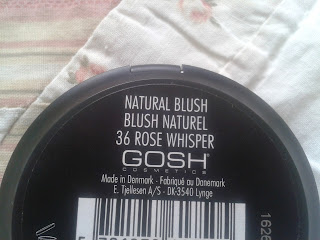 NATURAL BLUSH
BLUSH NATUREL
36 ROSE WHISPER
GOSH
COSMETICS
Made in Denmark - Fabriqué au Danemark
E. Tjellesen A/S - DK-3540 Lynge